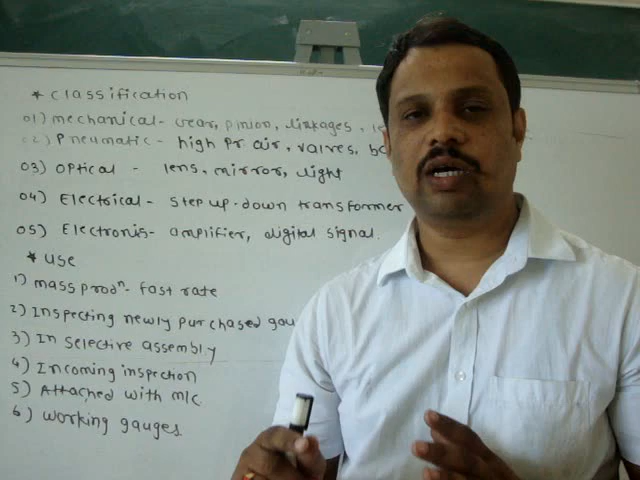 * Classification
01) mechanical - Gear, pinion, linkages,
02) Pneumatic - high Pr air, valves,
03) Optical - lens, mirror, light
04) Electrical - step up-down transformer
05) Electronis - amplifier, digital signal.
* Use
1) mass prodn - fast rate
2) Inspecting newly purchased gau
3) In selective assembly
4) Incoming inspection
5) Attached with m/c
6) working gauges